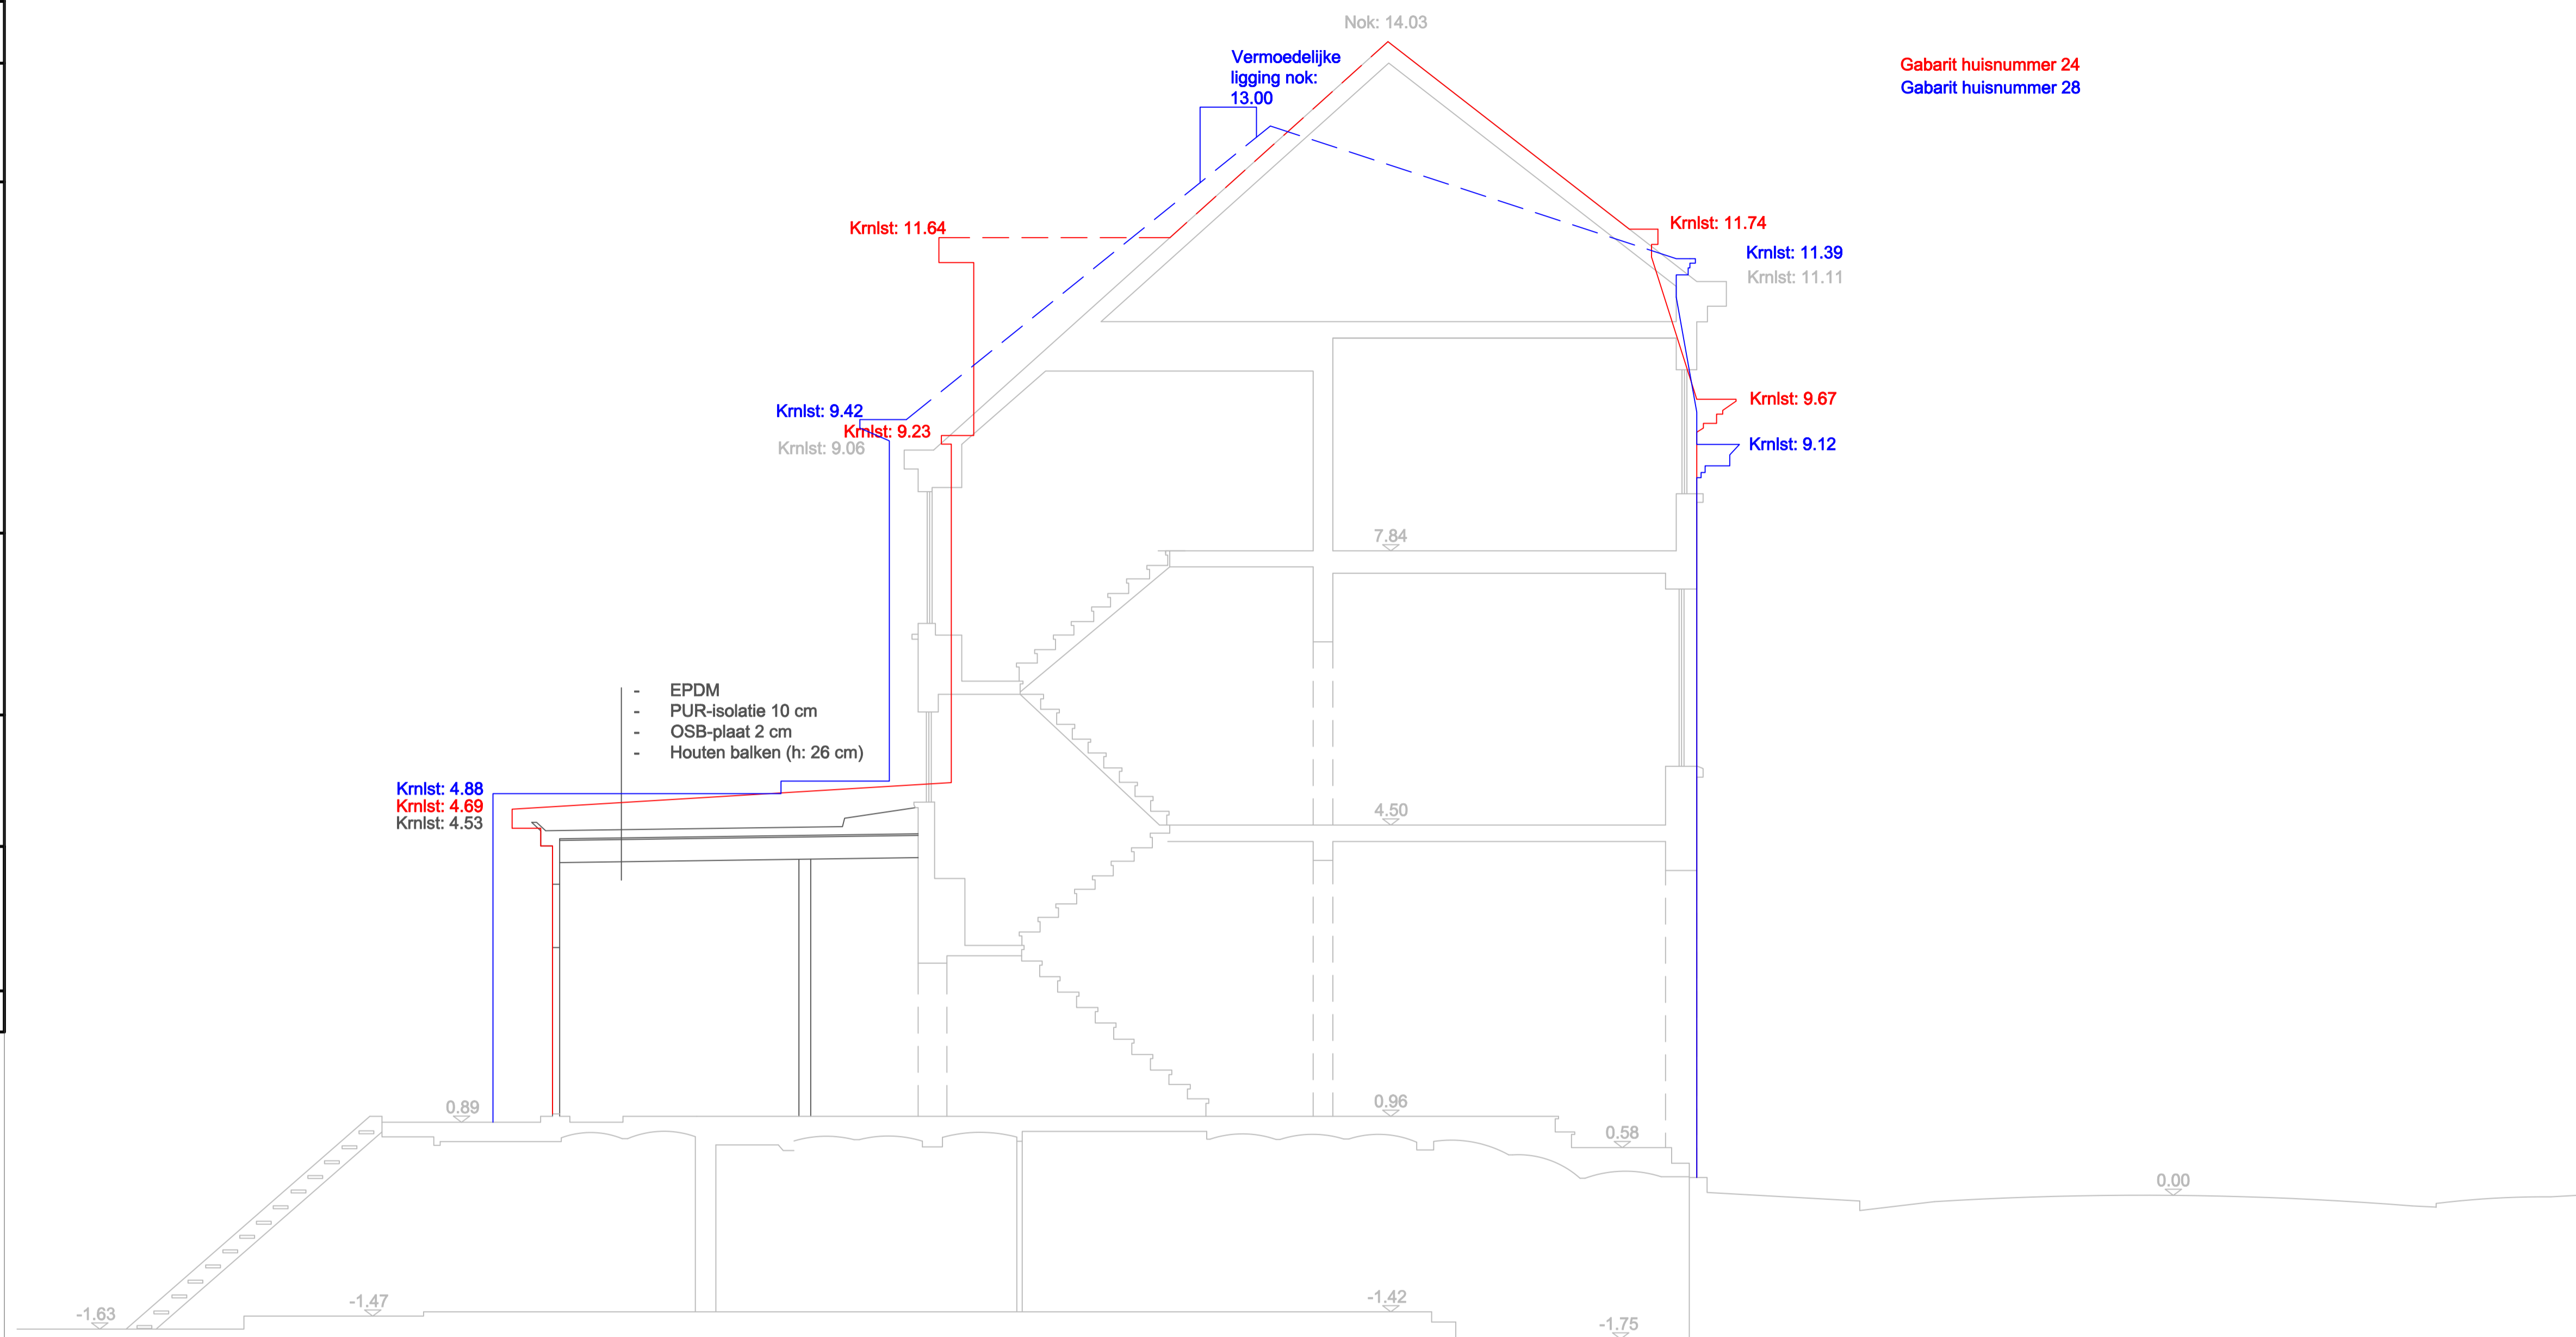 Nok: 14.03
Vermoedelijke
ligging nok:
13.00
Gabarit huisnummer 24
Gabarit huisnummer 28
Krnlst: 11.64
Krnlst: 11.74
Krnlst: 11.39
Krnlst: 11.11
Krnlst: 9.42
Krnlst: 9.23
Krnlst: 9.06
Krnlst: 9.67
Krnlst: 9.12
7.84
- EPDM
- PUR-isolatie 10 cm
- OSB-plaat 2 cm
- Houten balken (h: 26 cm)
Krnlst: 4.88
Krnlst: 4.69
Krnlst: 4.53
4.50
0.89
0.96
0.58
0.00
-1.63
-1.47
-1.42
-1.75